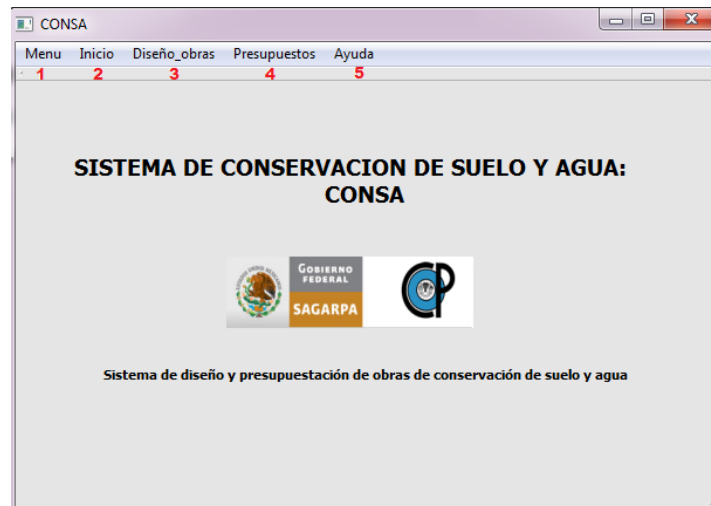 CONSA
Menu Inicio Diseño_obras Presupuestos Ayuda
1 2 3 4 5
SISTEMA DE CONSERVACION DE SUELO Y AGUA:
CONSA
GOBIERNO
FEDERAL
SAGARPA
CP
Sistema de diseño y presupuestación de obras de conservación de suelo y agua